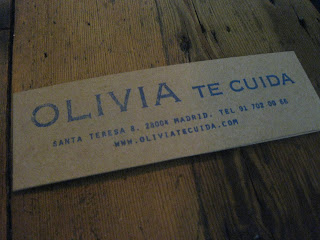 OLIVIA TE CUIDA
SANTA TERESA 8. 28004 MADRID. TEL 91 702 00 66
WWW.OLIVIATECUIDA.COM